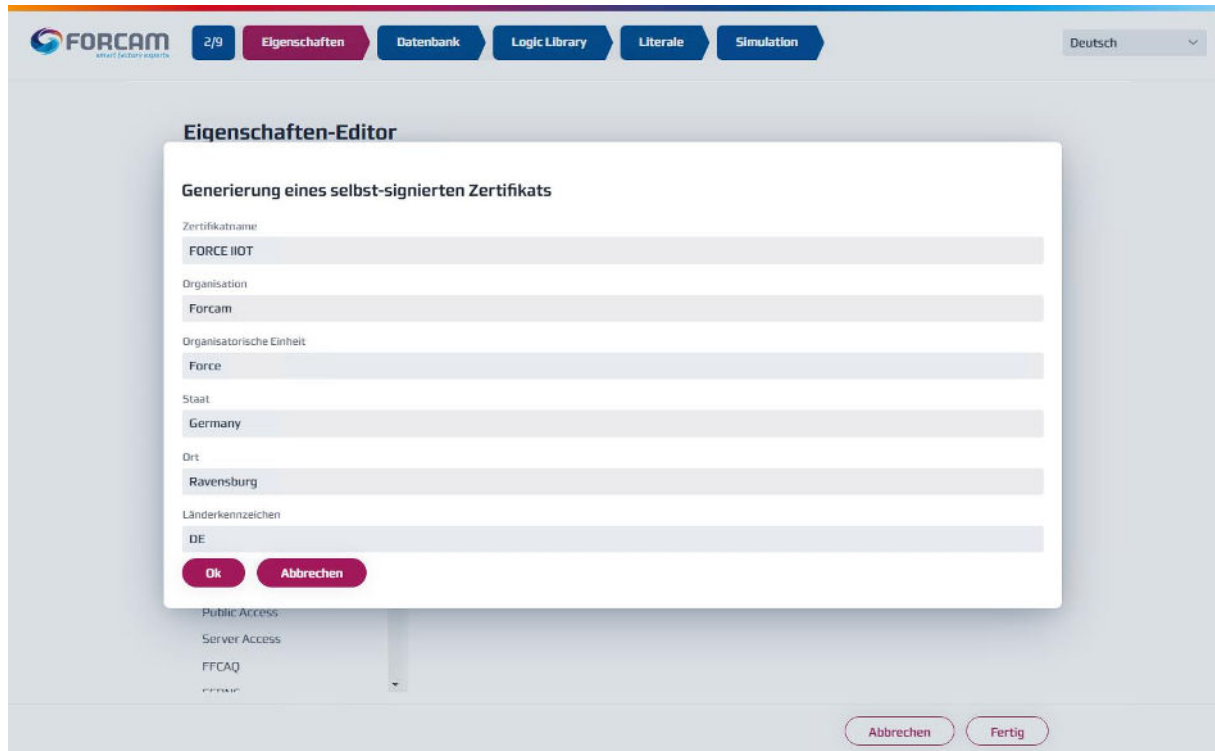 FORCAM
smart factory experts
2/9
Eigenschaften
Datenbank
Logic Library
Literale
Simulation
Deutsch
Eigenschaften-Editor
Generierung eines selbst-signierten Zertifikats
Zertifikatname
FORCE IIOT
Organisation
Forcam
Organisatorische Einheit
Force
Staat
Germany
Ort
Ravensburg
Länderkennzeichen
DE
Ok
Abbrechen
Public Access
Server Access
FFCAQ
Abbrechen
Fertig